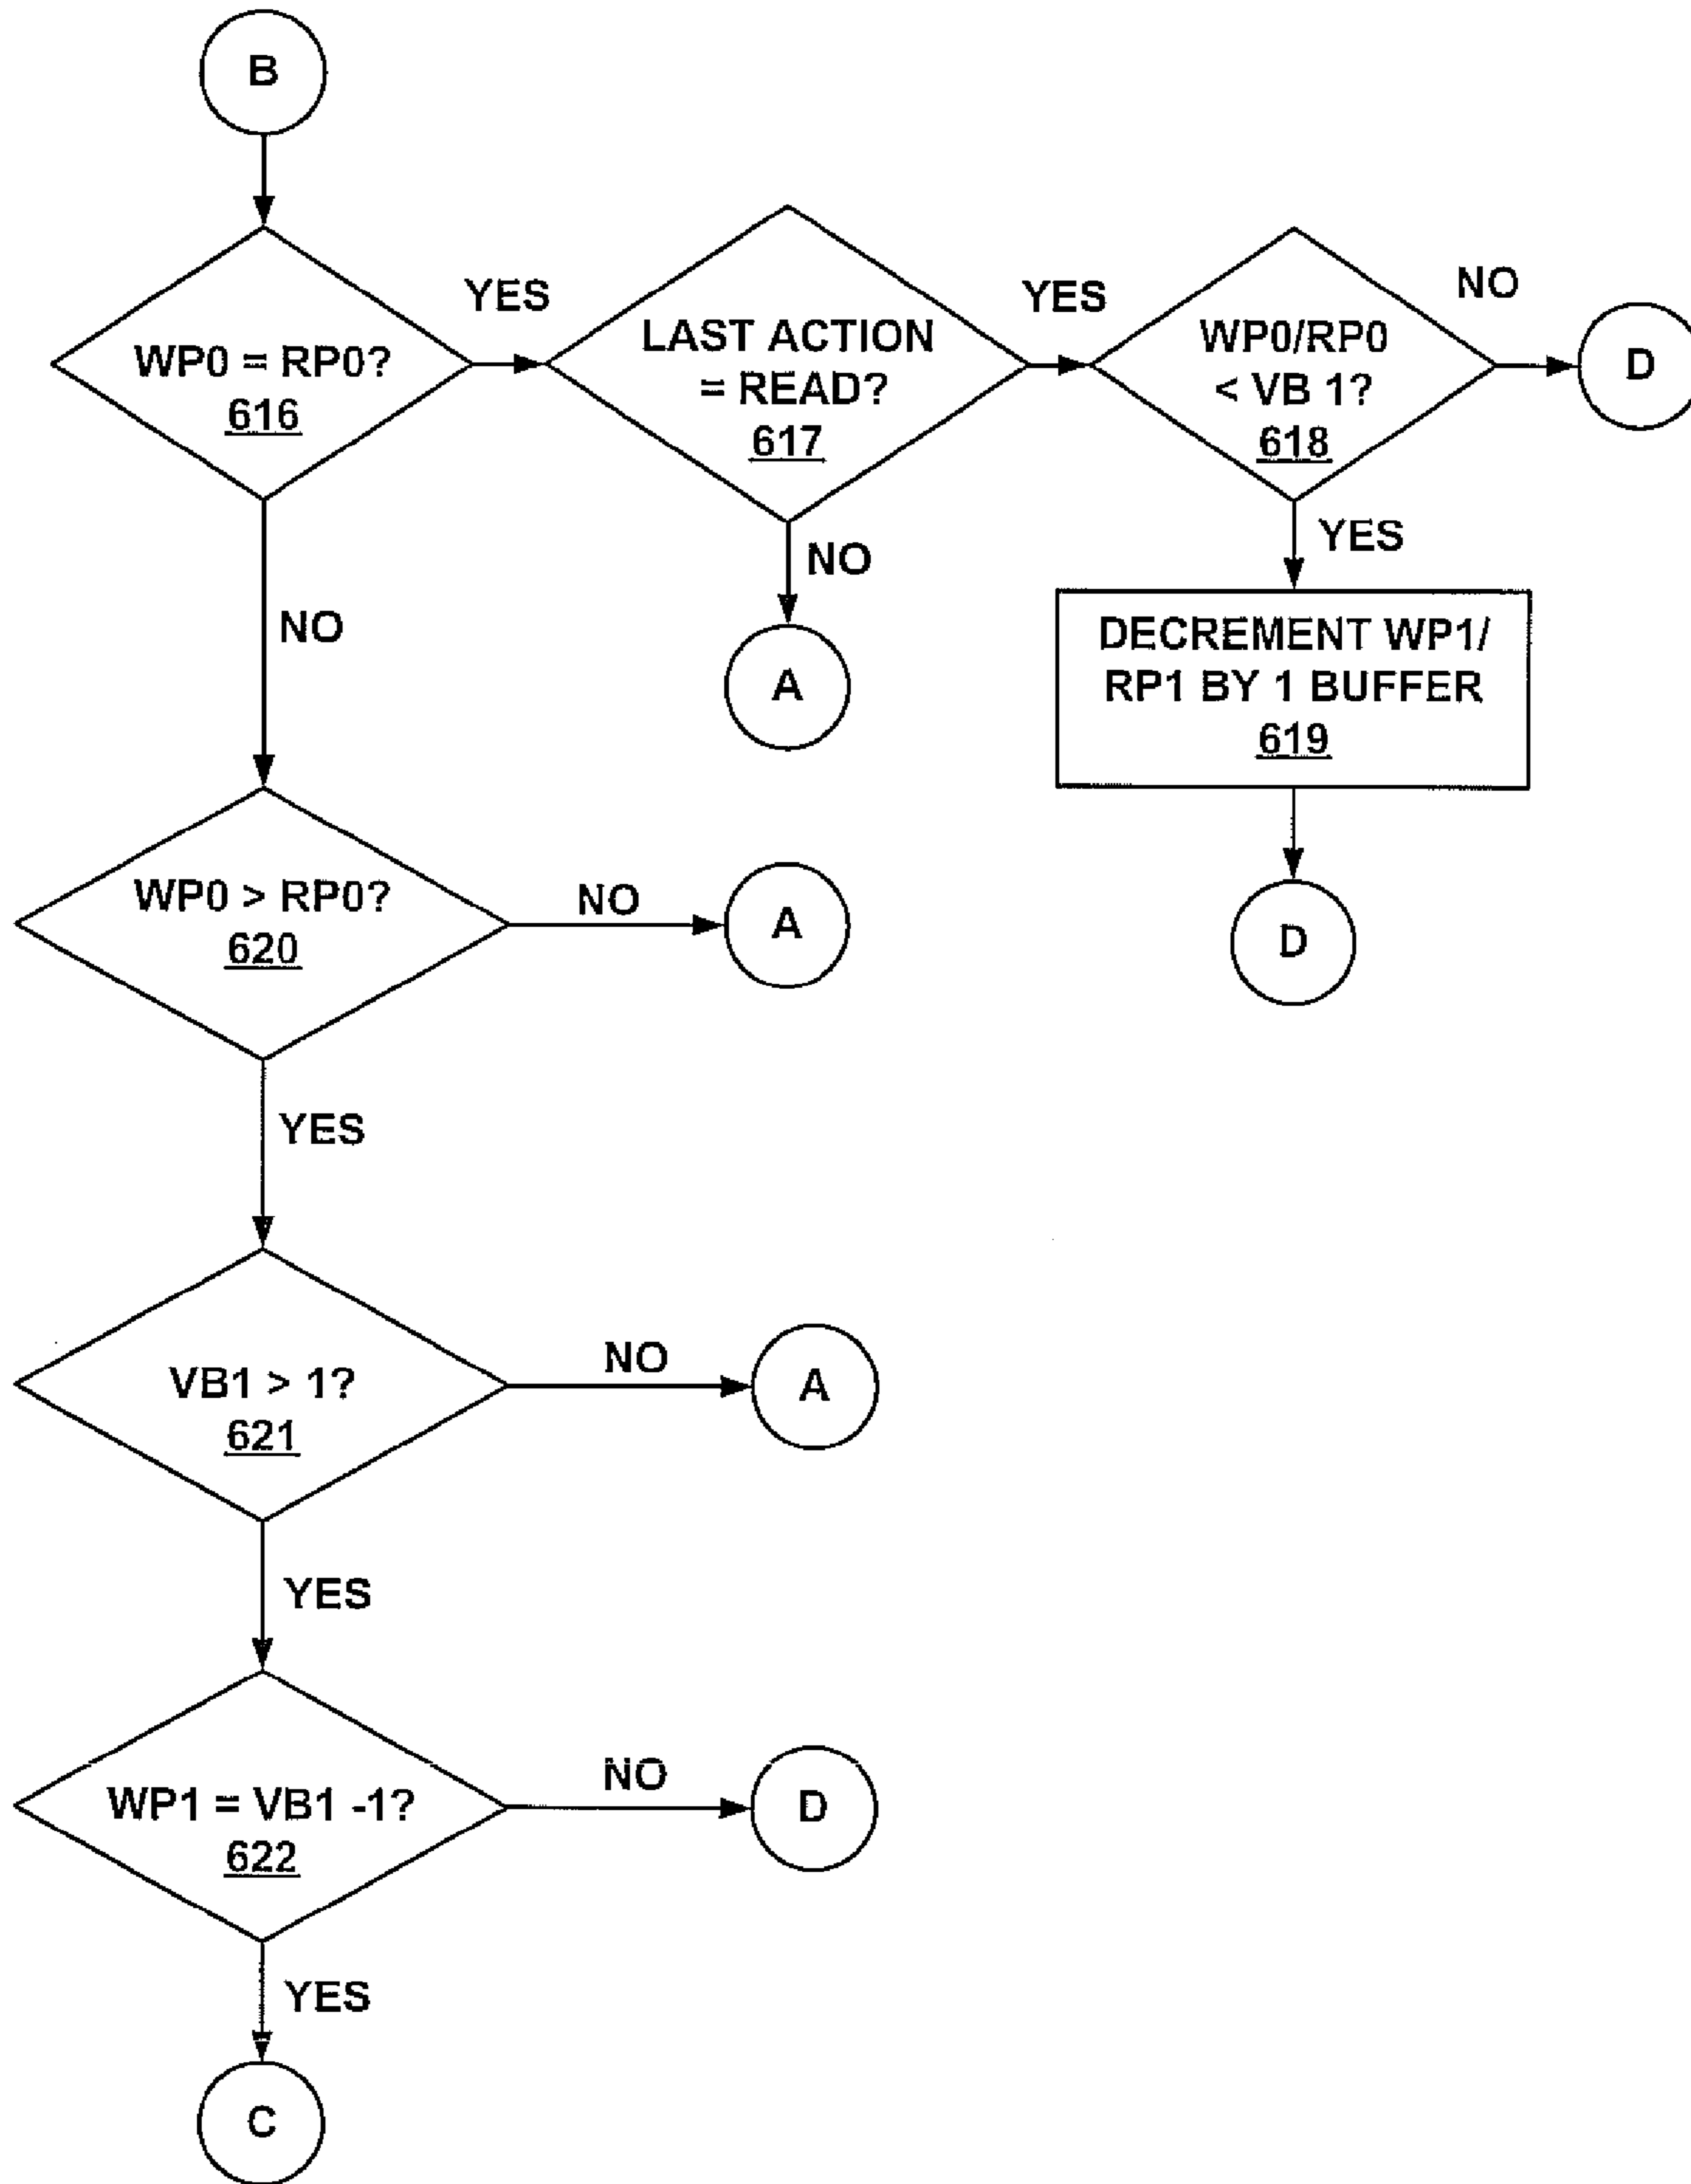 B
WP0 = RP0?
616
YES
LAST ACTION
= READ?
617
YES
WP0/RP0
< VB 1?
618
NO
D
NO
NO
A
YES
DECREMENT WP1/
RP1 BY 1 BUFFER
619
D
WP0 > RP0?
620
NO
A
YES
VB1 > 1?
621
NO
A
YES
WP1 = VB1 -1?
622
NO
D
YES
C